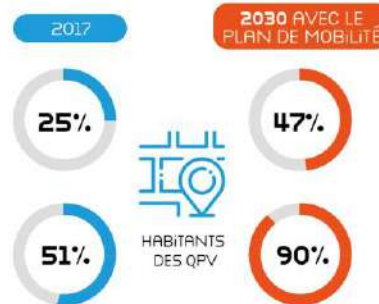 2017
2030 AVEC LE
PLAN DE MOBiLiTÉ
25%
47%
51%
HABiTANTS
DES QPV
90%